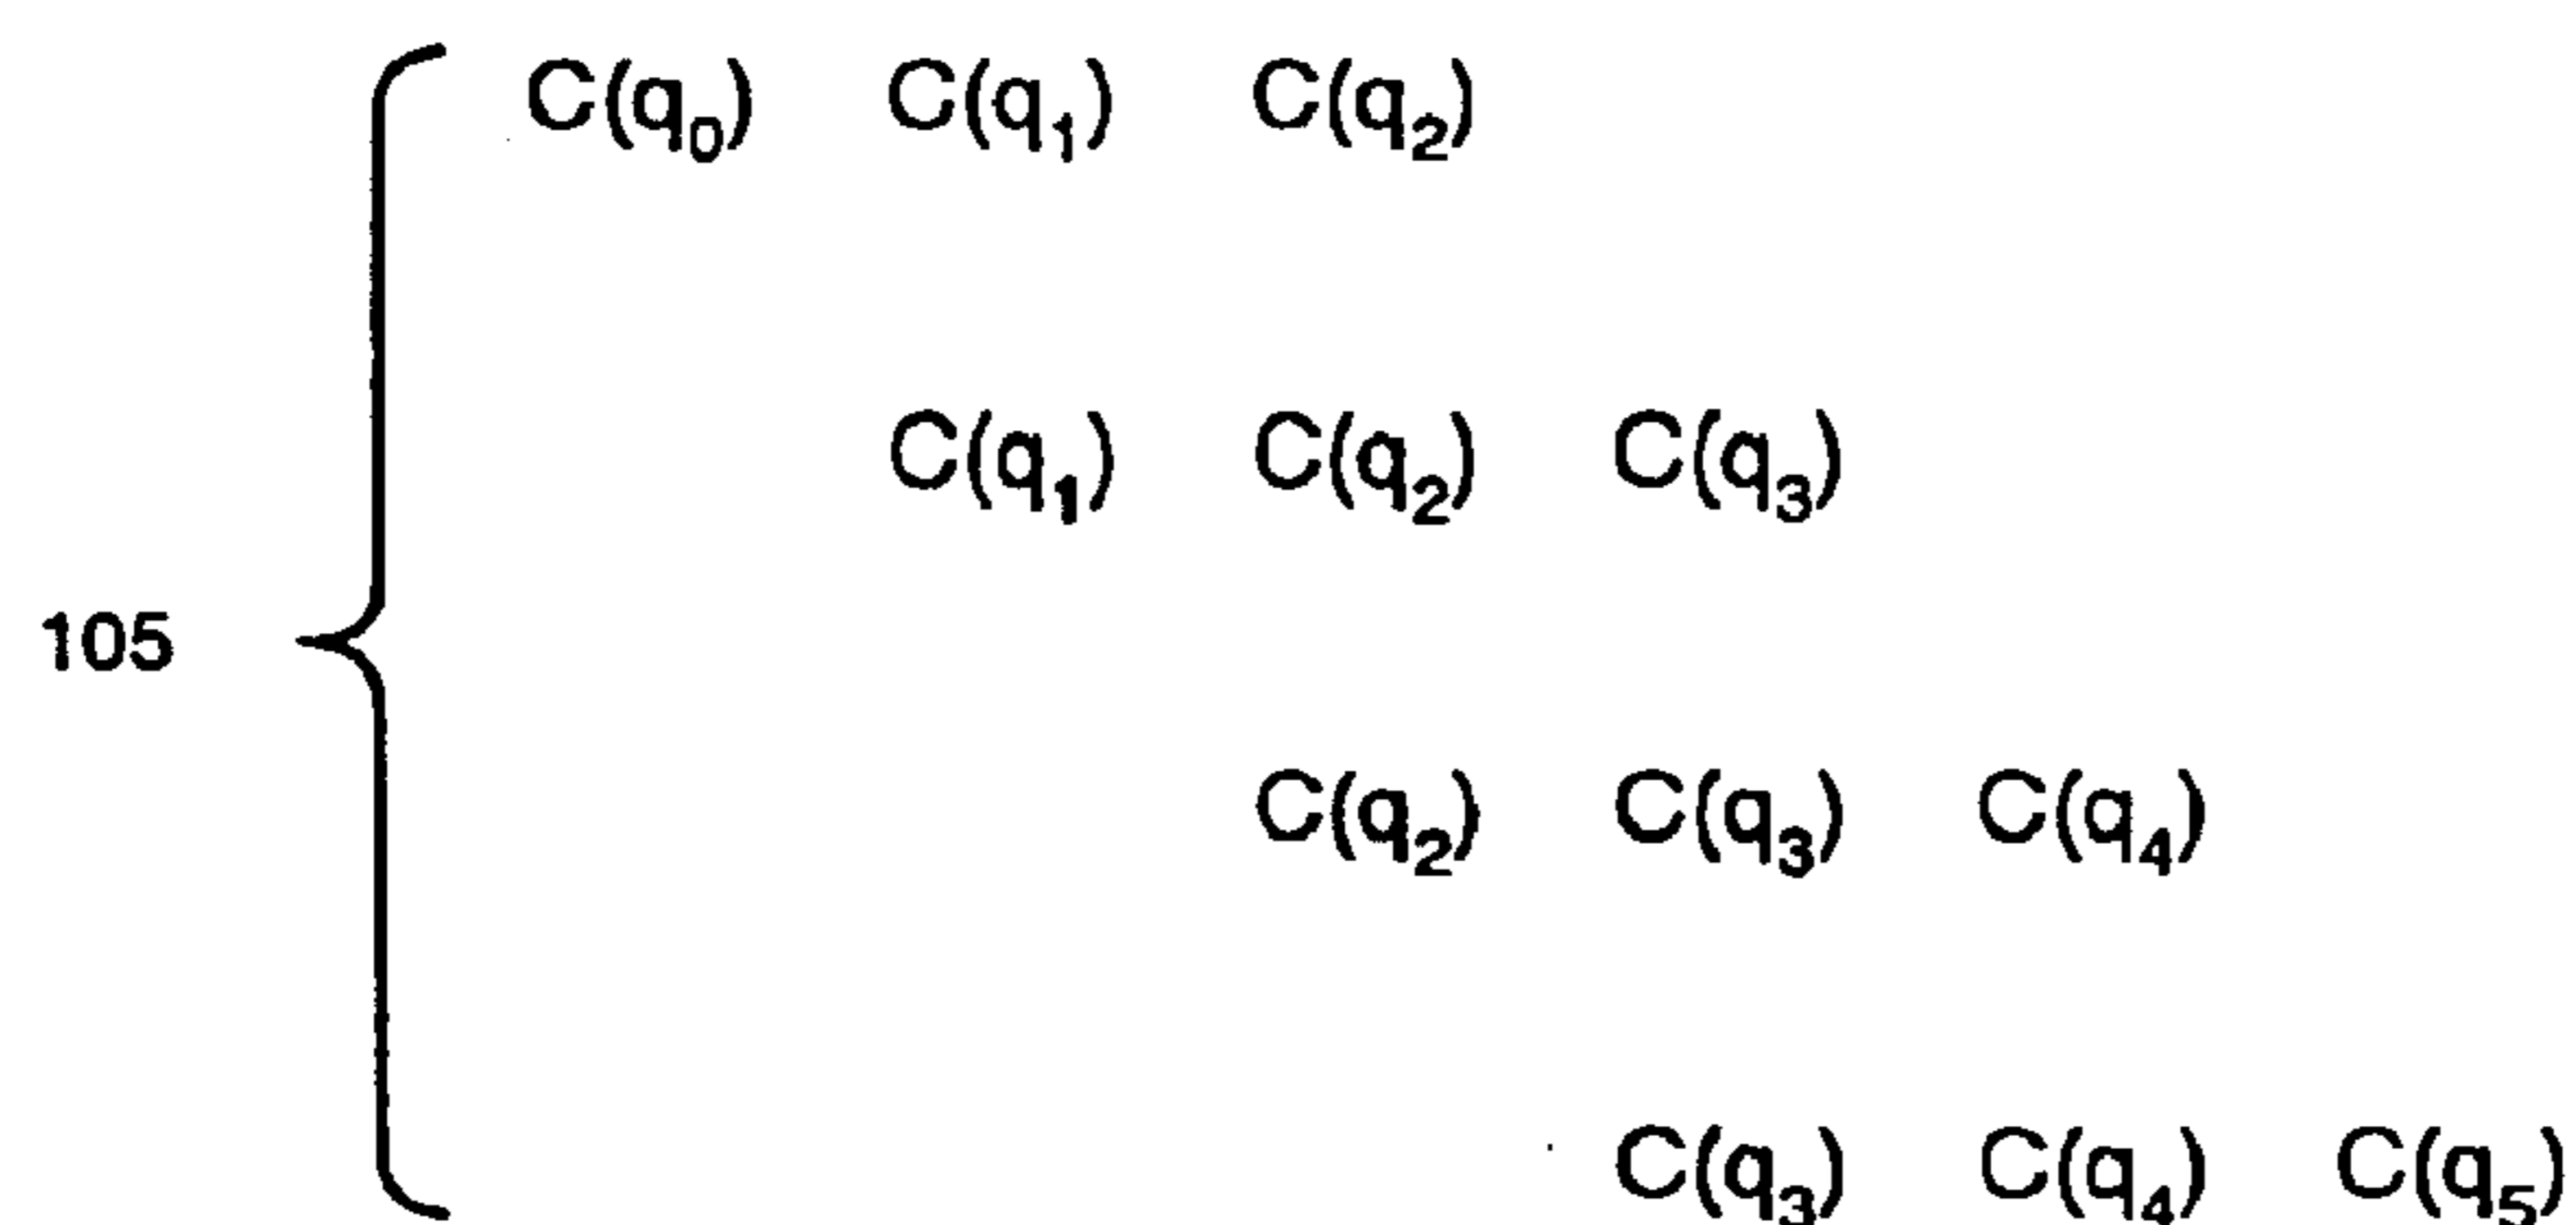 C(q₀) C(q₁) C(q₂)
C(q₁) C(q₂) C(q₃)
105
C(q₂) C(q₃) C(q₄)
C(q₃) C(q₄) C(q₅)